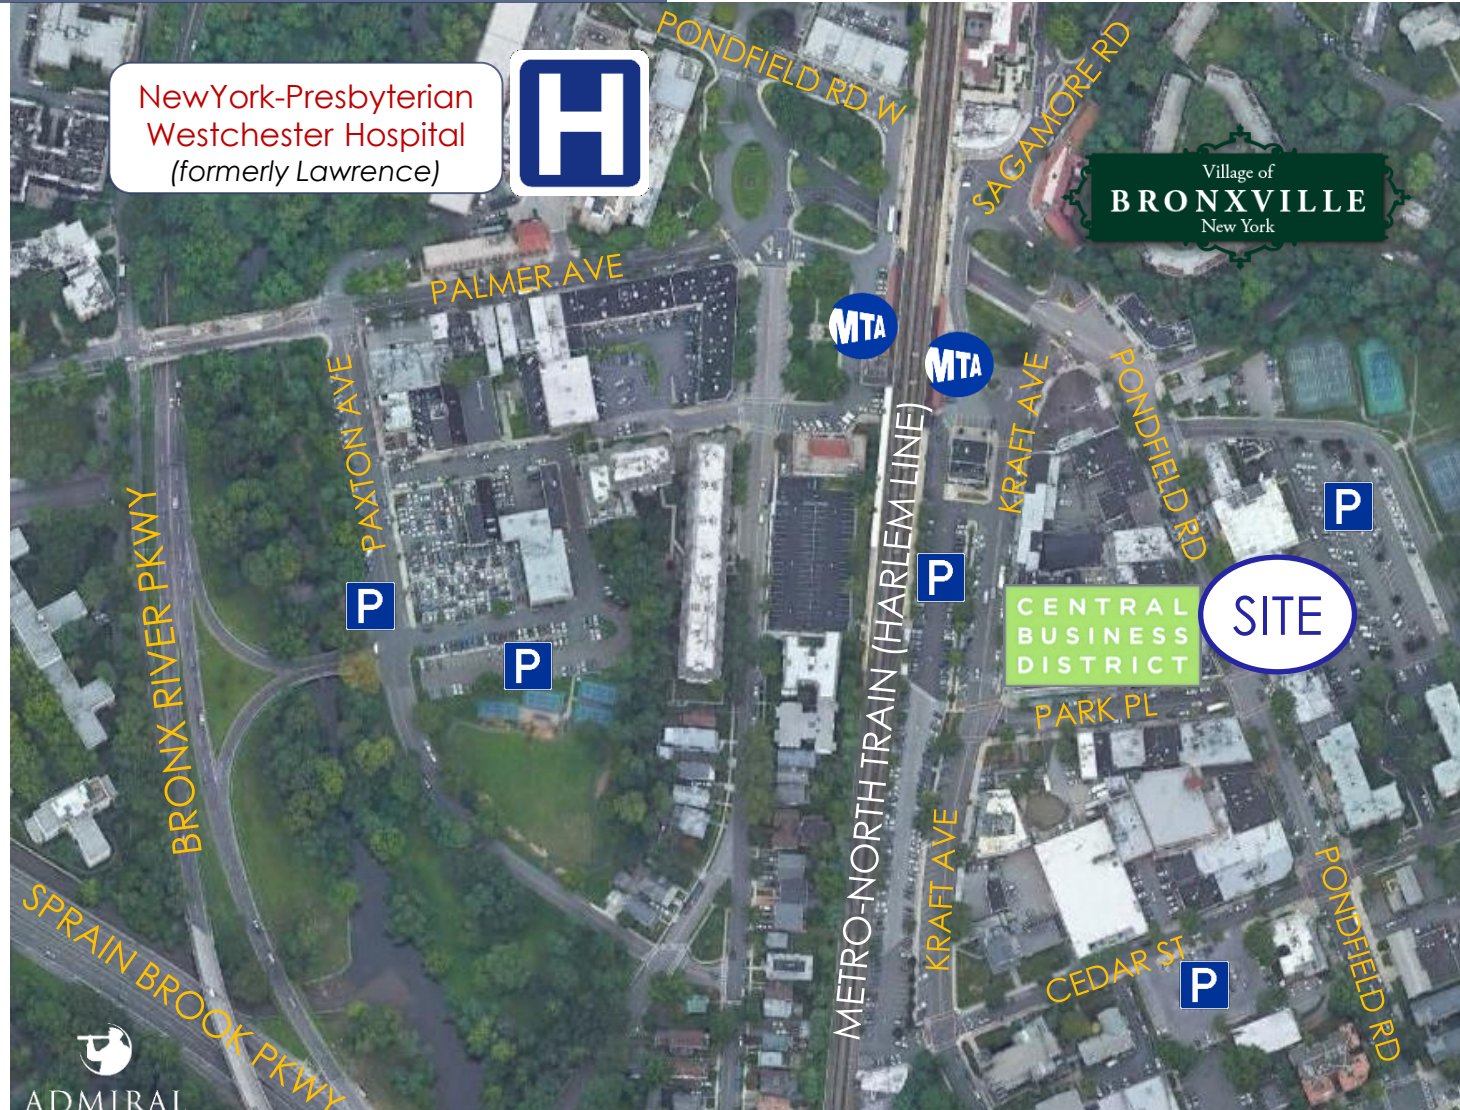 PONDFIELD RD W
SAGAMORE RD
NewYork-Presbyterian
Westchester Hospital
(formerly Lawrence)
H
Village of
BRONXVILLE
New York
PALMER AVE
MTA
MTA
PAXTON AVE
KRAFT AVE
PONDFIELD RD
BRONX RIVER PKWY
METRO-NORTH TRAIN (HARLEM LINE)
P
P
P
P
CENTRAL
BUSINESS
DISTRICT
SITE
PARK PL
KRAFT AVE
PONDFIELD RD
CEDAR ST
P
SPRAIN BROOK PKWY
ADMIRAL